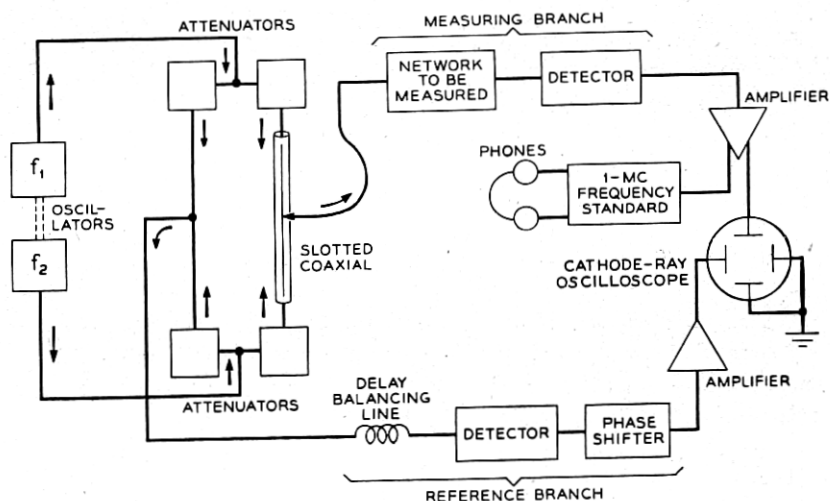 MEASURING BRANCH
ATTENUATORS
NETWORK
TO BE
MEASURED
DETECTOR
AMPLIFIER
f1
OSCIL-
LATORS
f2
PHONES
1-MC
FREQUENCY
STANDARD
SLOTTED
COAXIAL
CATHODE-RAY
OSCILLOSCOPE
ATTENUATORS
DELAY
BALANCING
LINE
DETECTOR
PHASE
SHIFTER
AMPLIFIER
REFERENCE BRANCH